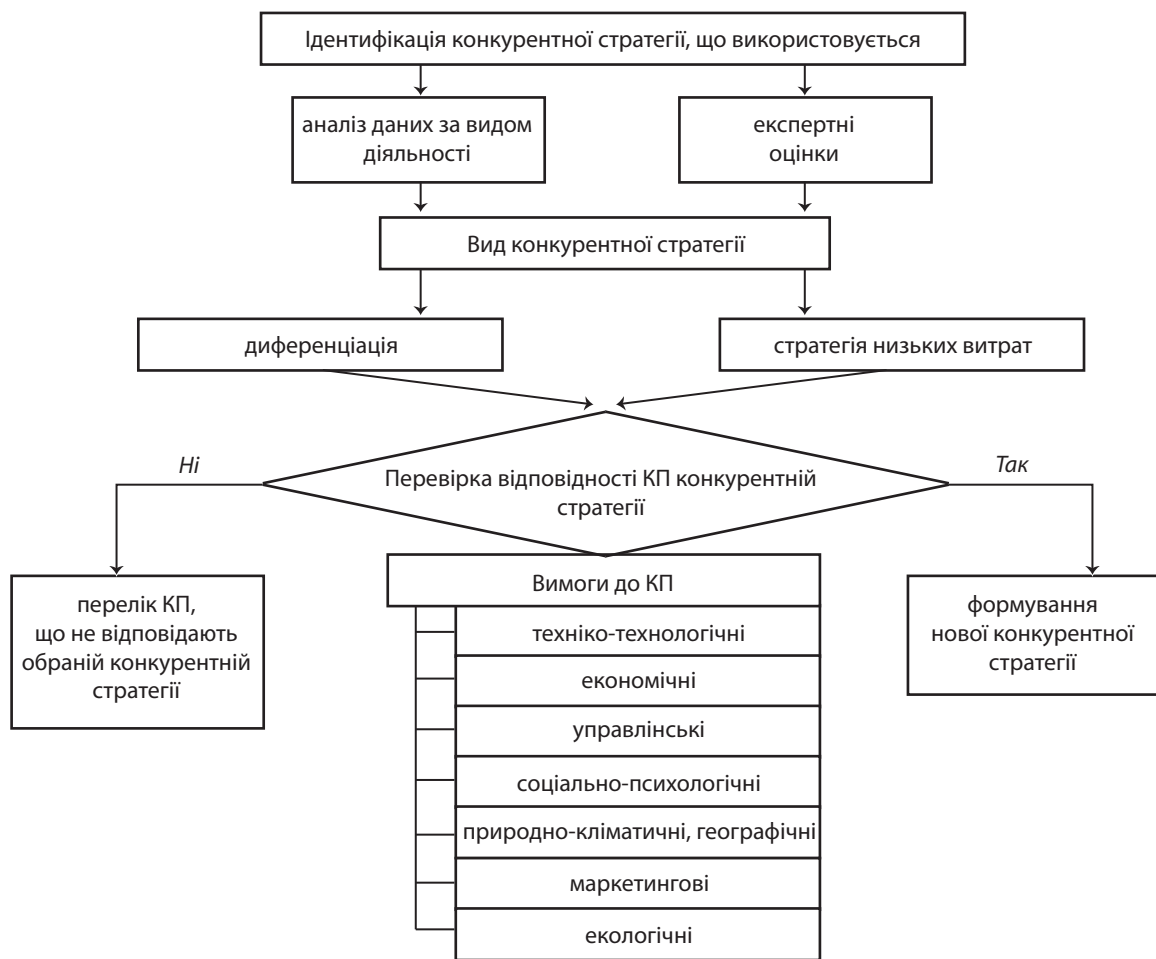 Ідентифікація конкурентної стратегії, що використовується
аналіз даних за видом
діяльності
експертні
оцінки
Вид конкурентної стратегії
диференціація
стратегія низьких витрат
Ні
Так
Перевірка відповідності КП конкурентній
стратегії
перелік КП,
що не відповідають
обраній конкурентній
стратегії
Вимоги до КП
техніко-технологічні
економічні
управлінські
соціально-психологічні
природно-кліматичні, географічні
маркетингові
екологічні
формування
нової конкурентної
стратегії